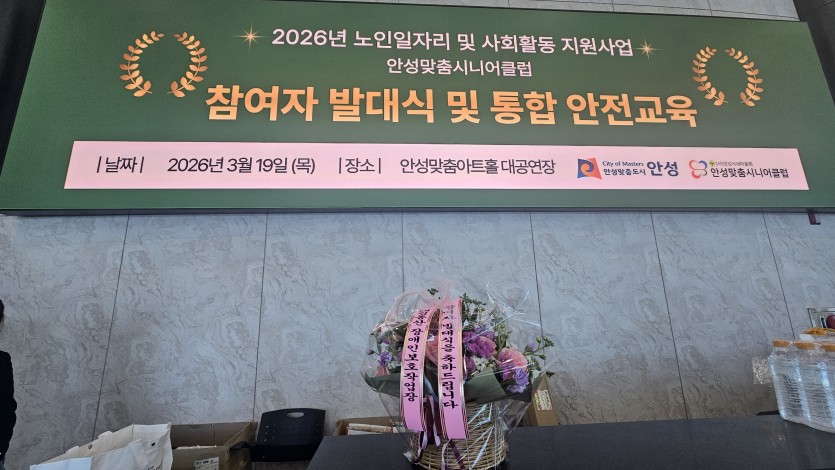 2026년 노인일자리 및 사회활동 지원사업
안성맞춤시니어클럽
참여자 발대식 및 통합 안전교육
| 날짜 | 2026년 3월 19일 (목) | 장소 | 안성맞춤아트홀 대공연장
City of Masters
안성맞춤도시 안성
안성맞춤시니어클럽
발대식을 축하드립니다
장애인보호작업장